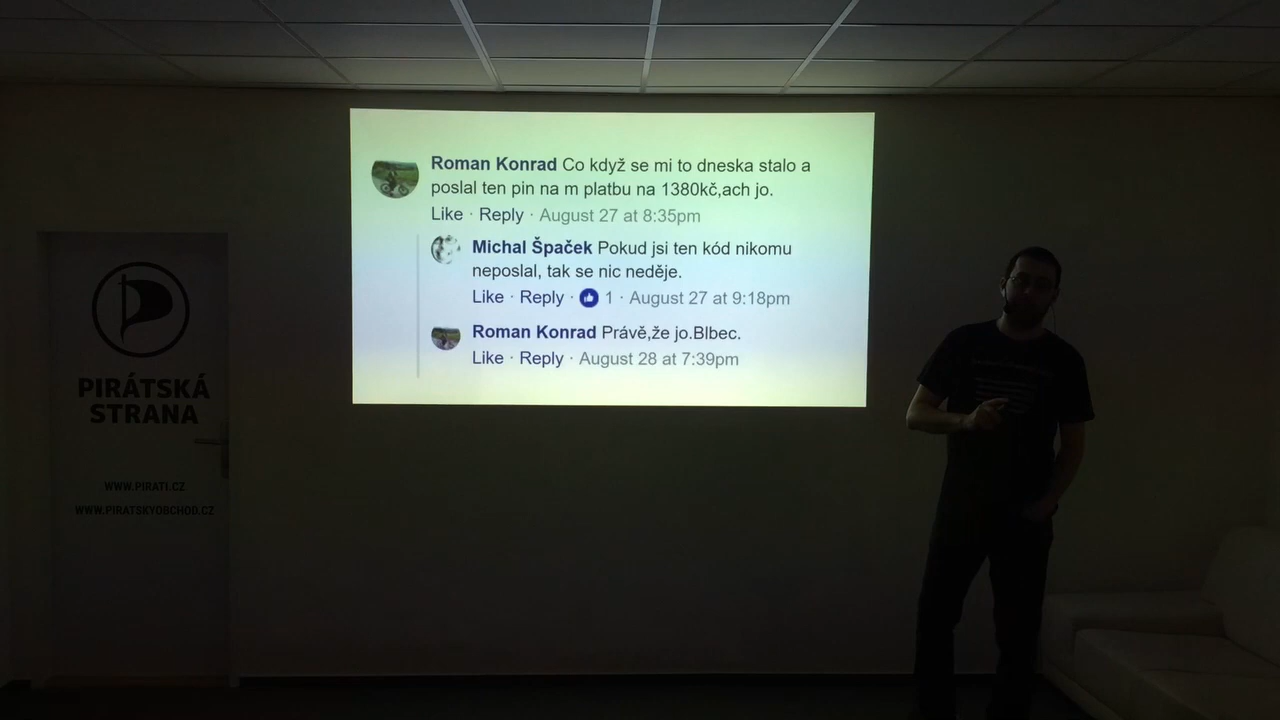 Roman Konrad Co když se mi to dneska stalo a
poslal ten pin na m platbu na 1380kč,ach jo.
Like · Reply · August 27 at 8:35pm
Michal Špaček Pokud jsi ten kód nikomu
neposlal, tak se nic neděje.
Like · Reply · 1 · August 27 at 9:18pm
Roman Konrad Právě,že jo.Blbec.
Like · Reply · August 28 at 7:39pm
PIRÁTSKÁ
STRANA
WWW.PIRATI.CZ
WWW.PIRATSKYOBCHOD.CZ